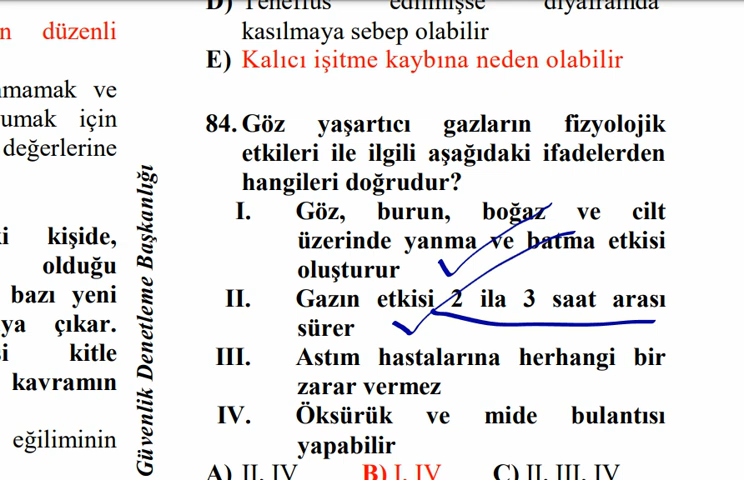 D) Teneffüs edilmişse diyaframda
kasılmaya sebep olabilir
E) Kalıcı işitme kaybına neden olabilir
84. Göz yaşartıcı gazların fizyolojik
etkileri ile ilgili aşağıdaki ifadelerden
hangileri doğrudur?
I. Göz, burun, boğaz ve cilt
üzerinde yanma ve batma etkisi
oluşturur
II. Gazın etkisi 2 ila 3 saat arası
sürer
III. Astım hastalarına herhangi bir
zarar vermez
IV. Öksürük ve mide bulantısı
yapabilir
A) II, IV B) I, IV C) II, III, IV
düzenli
ve
umak için
değerlerine
kişide,
olduğu
bazı yeni
ya çıkar.
kitle
kavramın
eğiliminin
Güvenlik Denetleme Başkanlığı